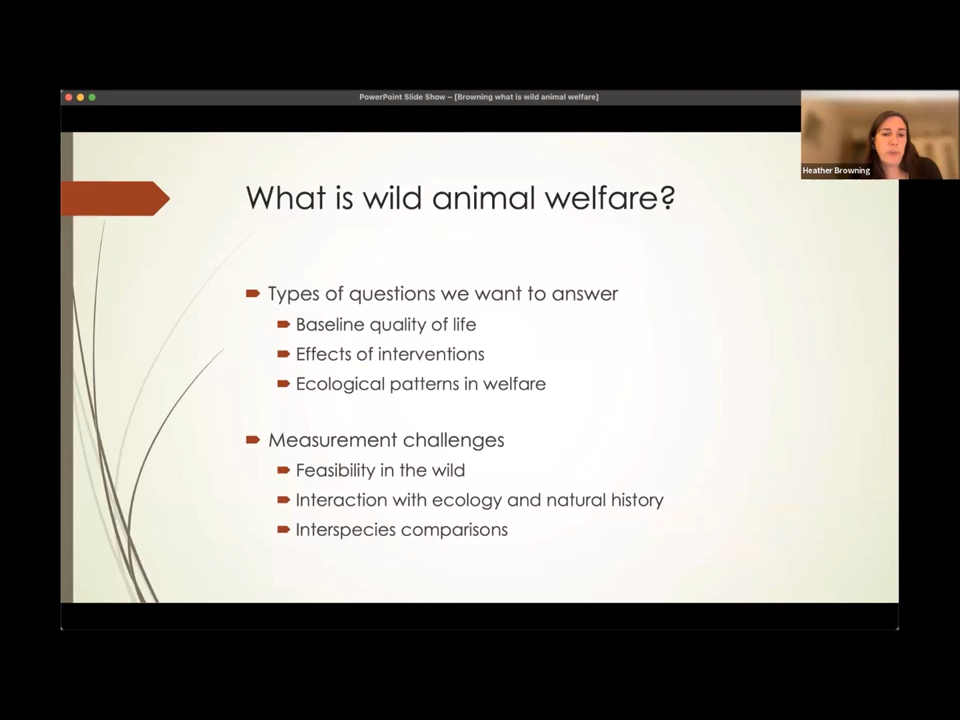 PowerPoint Slide Show – [Browning what is wild animal welfare]
Heather Browning
What is wild animal welfare?
Types of questions we want to answer
Baseline quality of life
Effects of interventions
Ecological patterns in welfare
Measurement challenges
Feasibility in the wild
Interaction with ecology and natural history
Interspecies comparisons